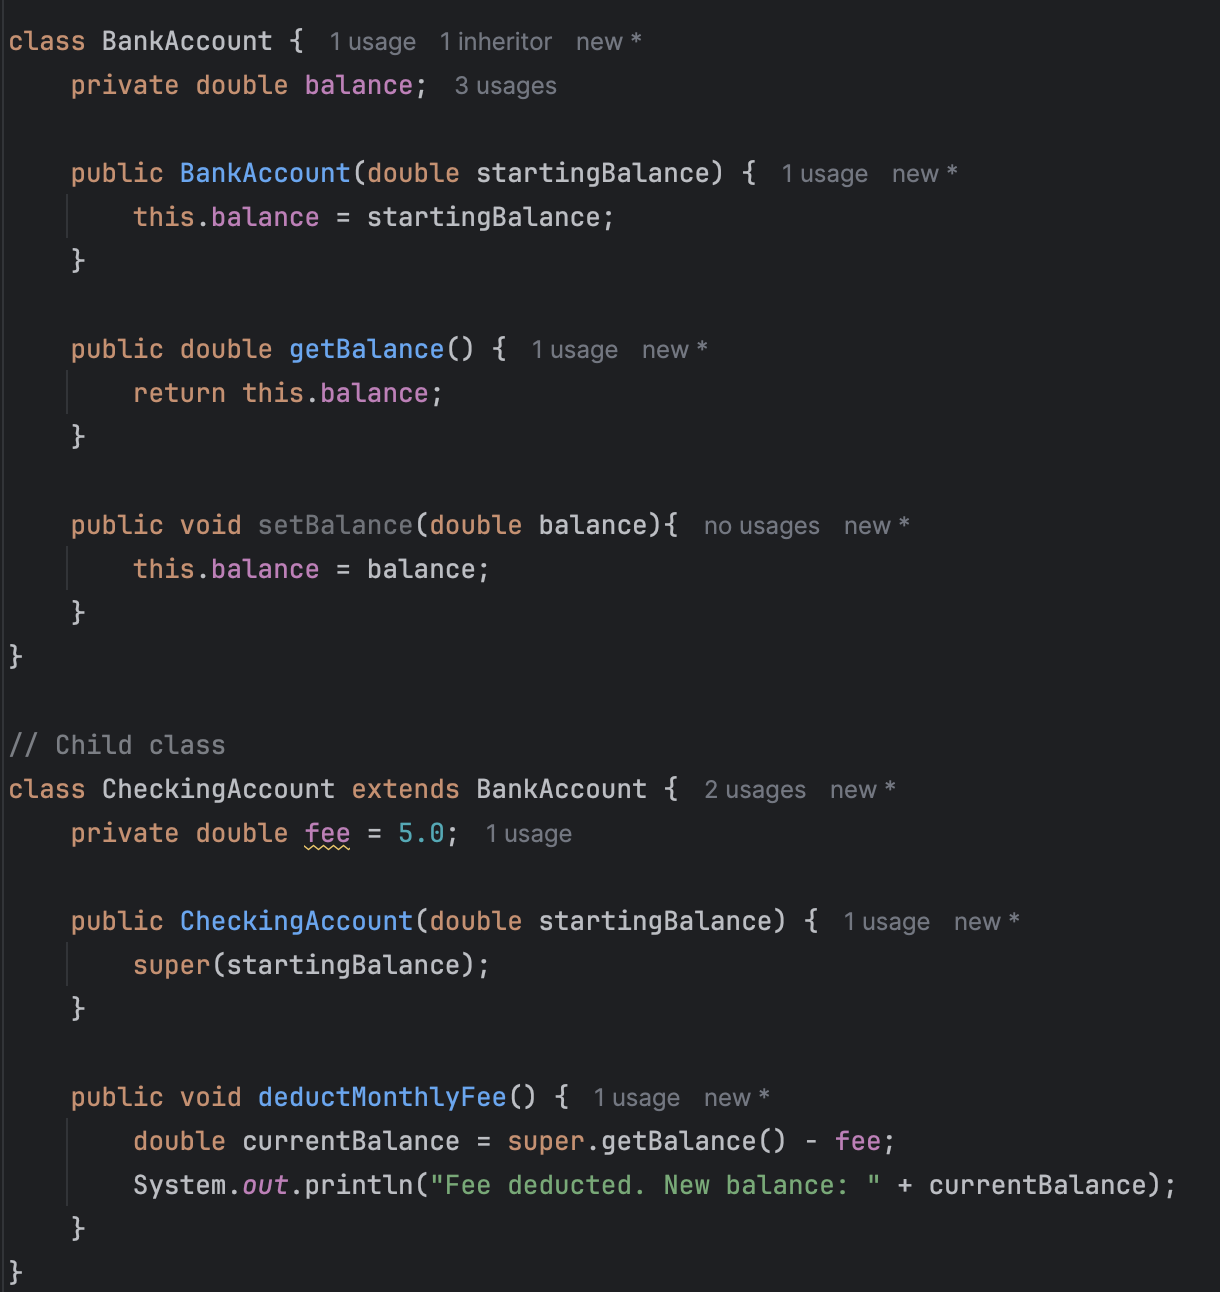 class BankAccount { 1 usage 1 inheritor new *
    private double balance; 3 usages

    public BankAccount(double startingBalance) { 1 usage new *
        this.balance = startingBalance;
    }

    public double getBalance() { 1 usage new *
        return this.balance;
    }

    public void setBalance(double balance){ no usages new *
        this.balance = balance;
    }
}

// Child class
class CheckingAccount extends BankAccount { 2 usages new *
    private double fee = 5.0; 1 usage

    public CheckingAccount(double startingBalance) { 1 usage new *
        super(startingBalance);
    }

    public void deductMonthlyFee() { 1 usage new *
        double currentBalance = super.getBalance() - fee;
        System.out.println("Fee deducted. New balance: " + currentBalance);
    }
}